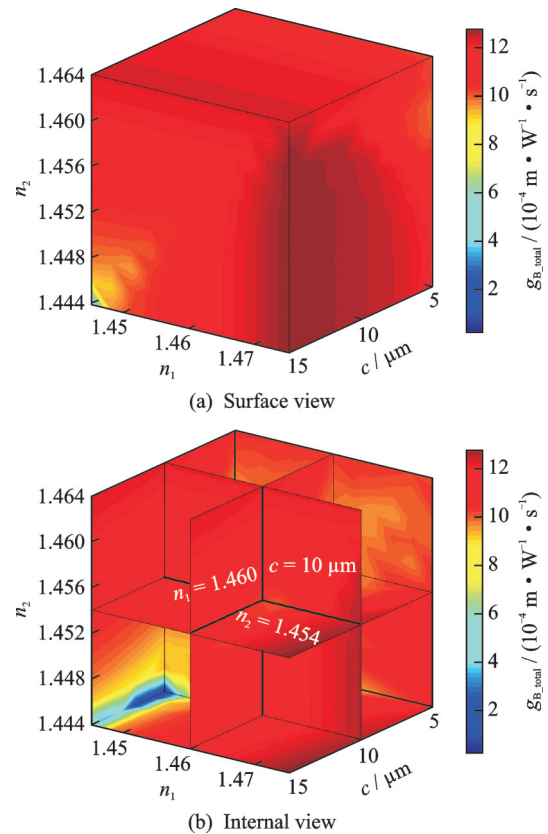 1.464
1.460
1.456
1.452
1.448
1.444
n₂
1.45
1.46
1.47
n₁
15
10
5
c / μm
12
10
8
6
4
2
g_B_total / (10⁻⁴ m • W⁻¹ • s⁻¹)
(a) Surface view
1.464
1.460
1.456
1.452
1.448
1.444
n₂
n₁ = 1.460
c = 10 μm
n₂ = 1.454
1.45
1.46
1.47
n₁
15
10
5
c / μm
12
10
8
6
4
2
g_B_total / (10⁻⁴ m • W⁻¹ • s⁻¹)
(b) Internal view